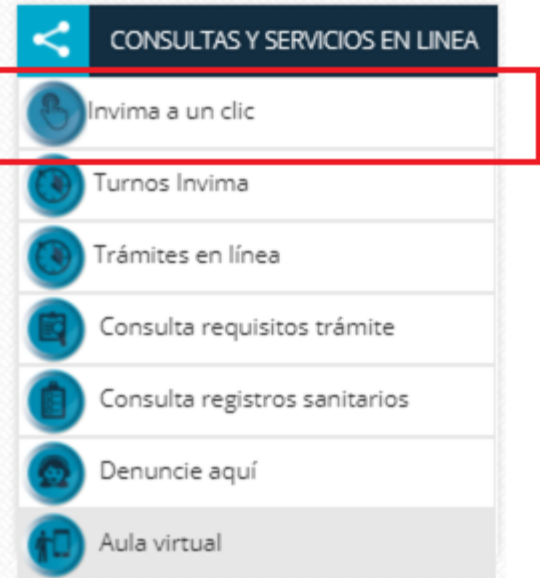 CONSULTAS Y SERVICIOS EN LINEA
Invima a un clic
Turnos Invima
Trámites en línea
Consulta requisitos trámite
Consulta registros sanitarios
Denuncie aquí
Aula virtual